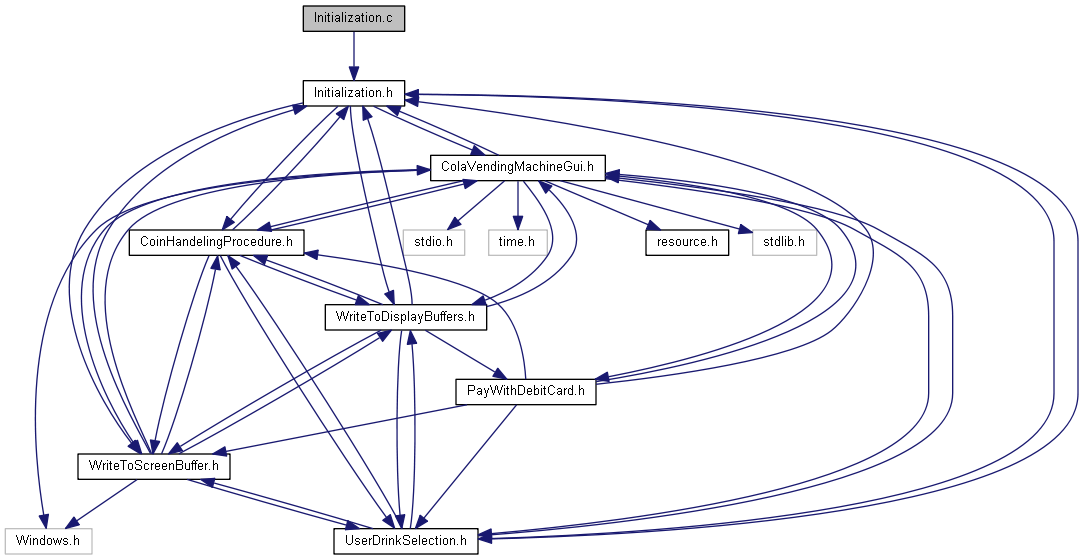 Initialization.c
Initialization.h
ColaVendingMachineGui.h
CoinHandelingProcedure.h
stdio.h
time.h
resource.h
stdlib.h
WriteToDisplayBuffers.h
PayWithDebitCard.h
WriteToScreenBuffer.h
Windows.h
UserDrinkSelection.h